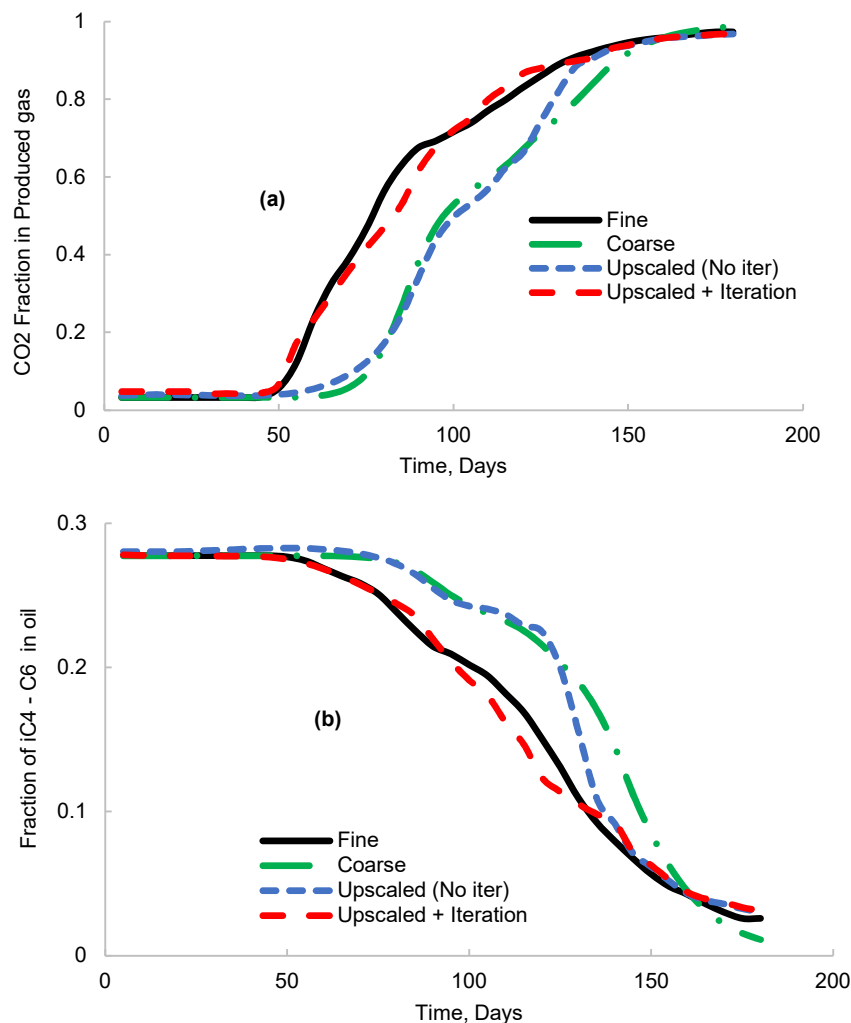 1
0.8
0.6
0.4
0.2
0
CO2 Fraction in Produced gas
(a)
Fine
Coarse
Upscaled (No iter)
Upscaled + Iteration
0
50
100
150
200
Time, Days
0.3
0.2
0.1
0
Fraction of iC4 - C6 in oil
(b)
Fine
Coarse
Upscaled (No iter)
Upscaled + Iteration
0
50
100
150
200
Time, Days